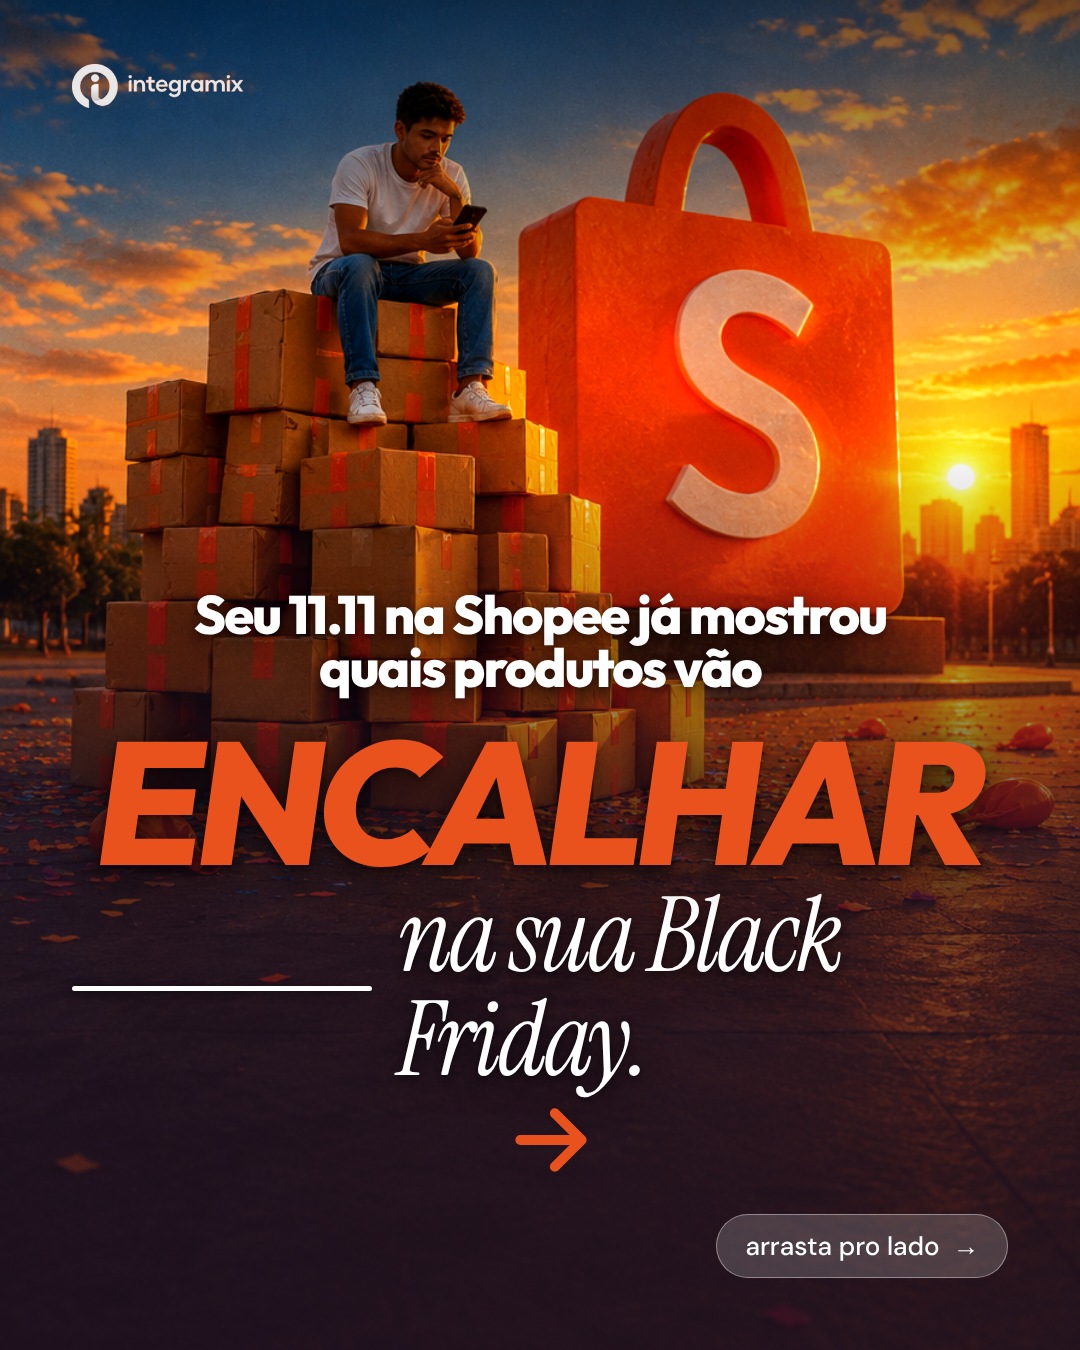 integramix
S
Seu 11.11 na Shopee já mostrou
quais produtos vão
ENCALHAR
na sua Black
Friday.
→
arrasta pro lado →